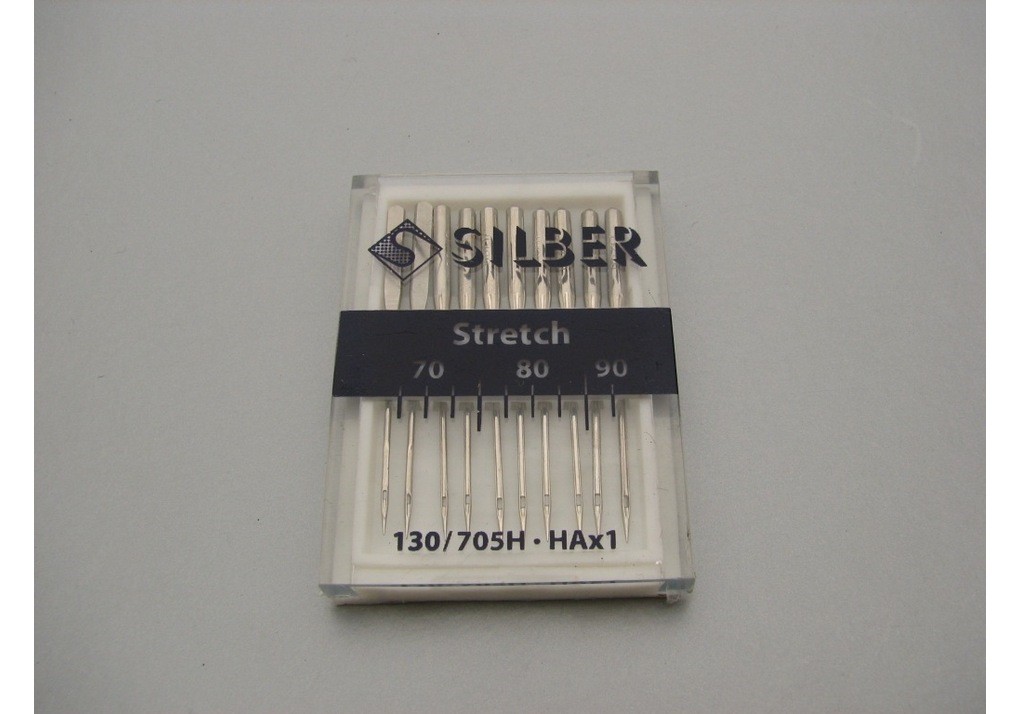 S SILBER
Stretch
70 80 90
130/705H · HAx1